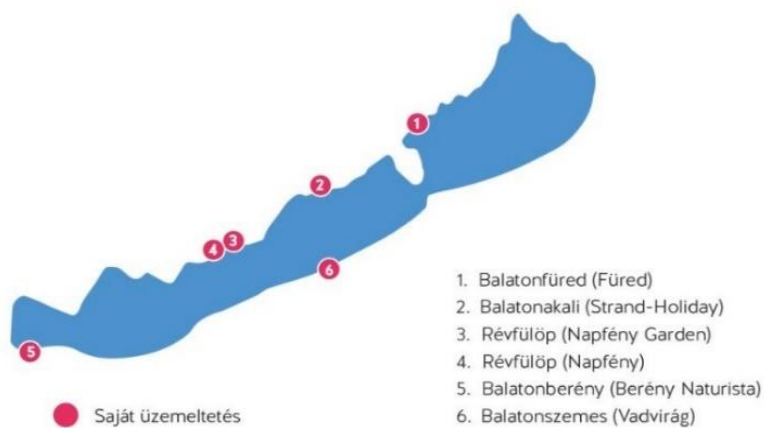 1
2
3
4
6
5
1. Balatonfüred (Füred)
2. Balatonakali (Strand-Holiday)
3. Révfülöp (Napfény Garden)
4. Révfülöp (Napfény)
5. Balatonberény (Berény Naturista)
6. Balatonszemes (Vadvirág)
Saját üzemeltetés